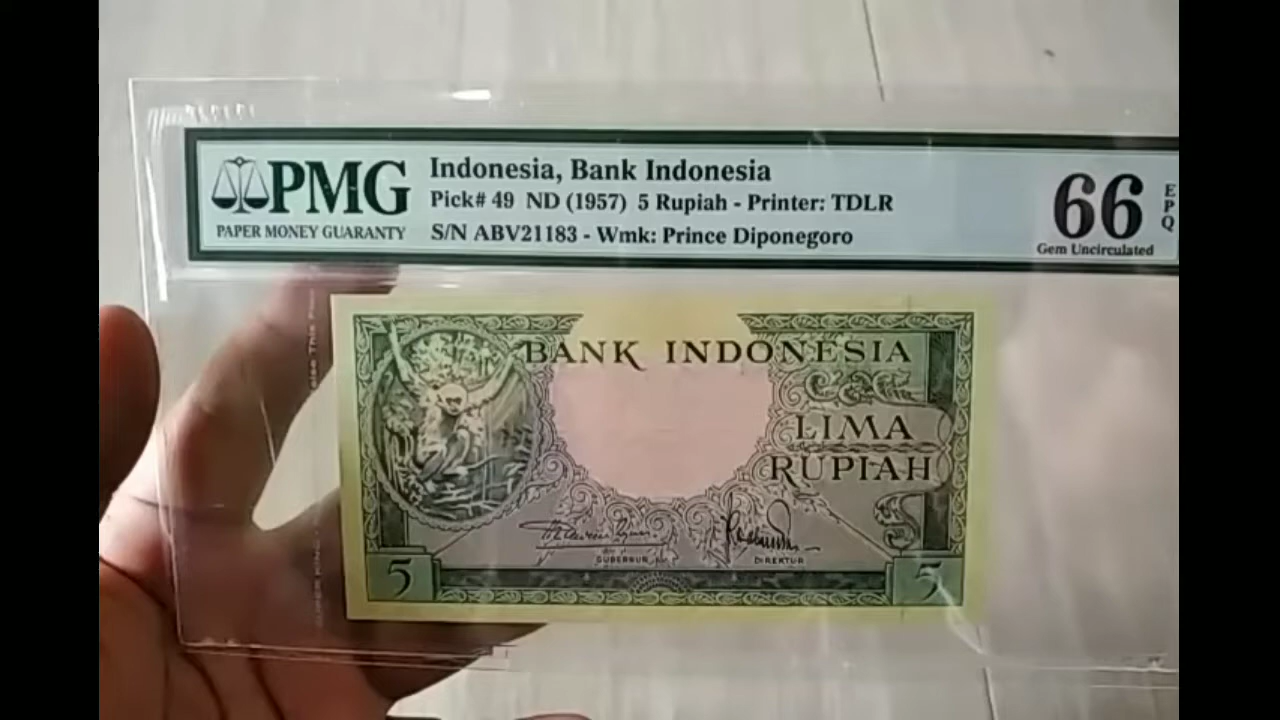 PMG
PAPER MONEY GUARANTY
Indonesia, Bank Indonesia
Pick# 49 ND (1957) 5 Rupiah - Printer: TDLR
S/N ABV21183 - Wmk: Prince Diponegoro
66
EPQ
Gem Uncirculated
BANK INDONESIA
LIMA
RUPIAH
GUBERNUR
DIREKTUR
5
5